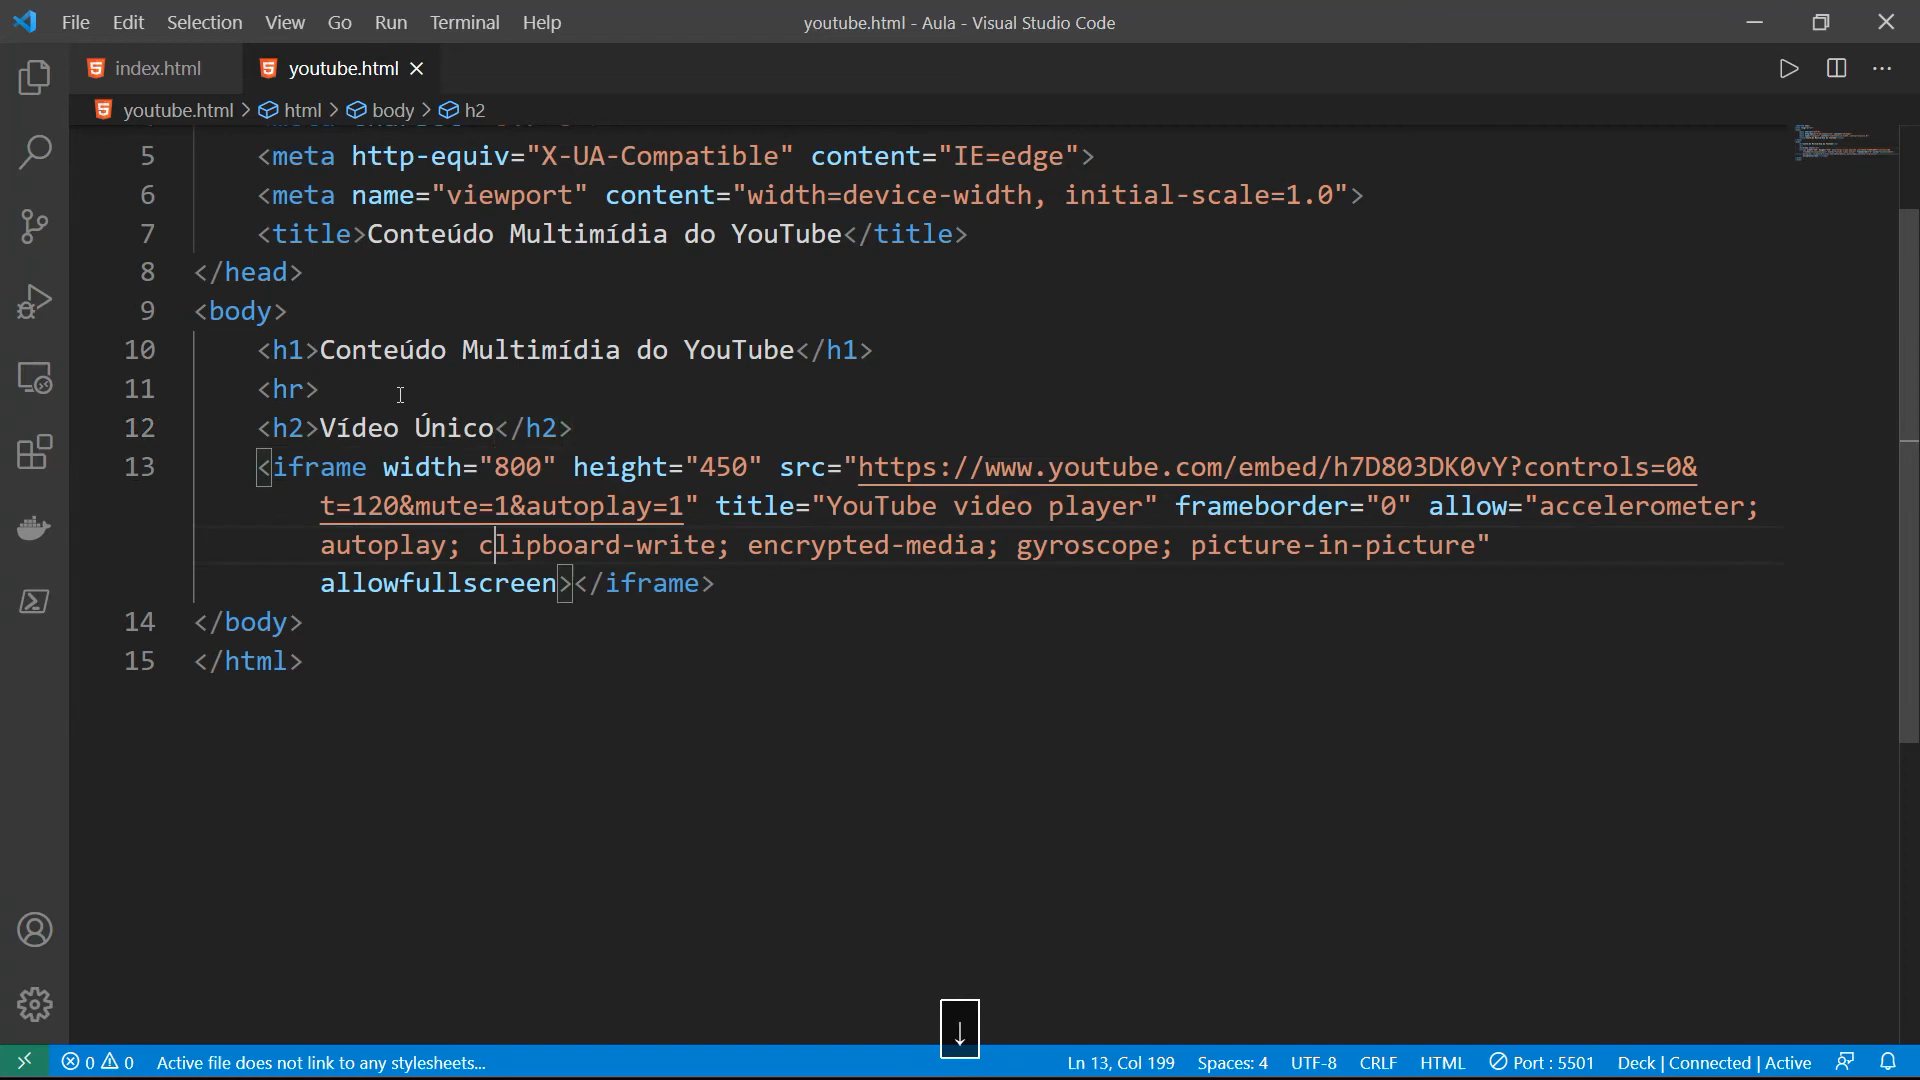 File Edit Selection View Go Run Terminal Help
youtube.html - Aula - Visual Studio Code
index.html
youtube.html
youtube.html > html > body > h2
5 <meta http-equiv="X-UA-Compatible" content="IE=edge">
6 <meta name="viewport" content="width=device-width, initial-scale=1.0">
7 <title>Conteúdo Multimídia do YouTube</title>
8 </head>
9 <body>
10 <h1>Conteúdo Multimídia do YouTube</h1>
11 <hr>
12 <h2>Vídeo Único</h2>
13 <iframe width="800" height="450" src="https://www.youtube.com/embed/h7D803DK0vY?controls=0&
t=120&mute=1&autoplay=1" title="YouTube video player" frameborder="0" allow="accelerometer;
autoplay; clipboard-write; encrypted-media; gyroscope; picture-in-picture"
allowfullscreen></iframe>
14 </body>
15 </html>
↓
0 0 Active file does not link to any stylesheets...
Ln 13, Col 199 Spaces: 4 UTF-8 CRLF HTML Port : 5501 Deck | Connected | Active